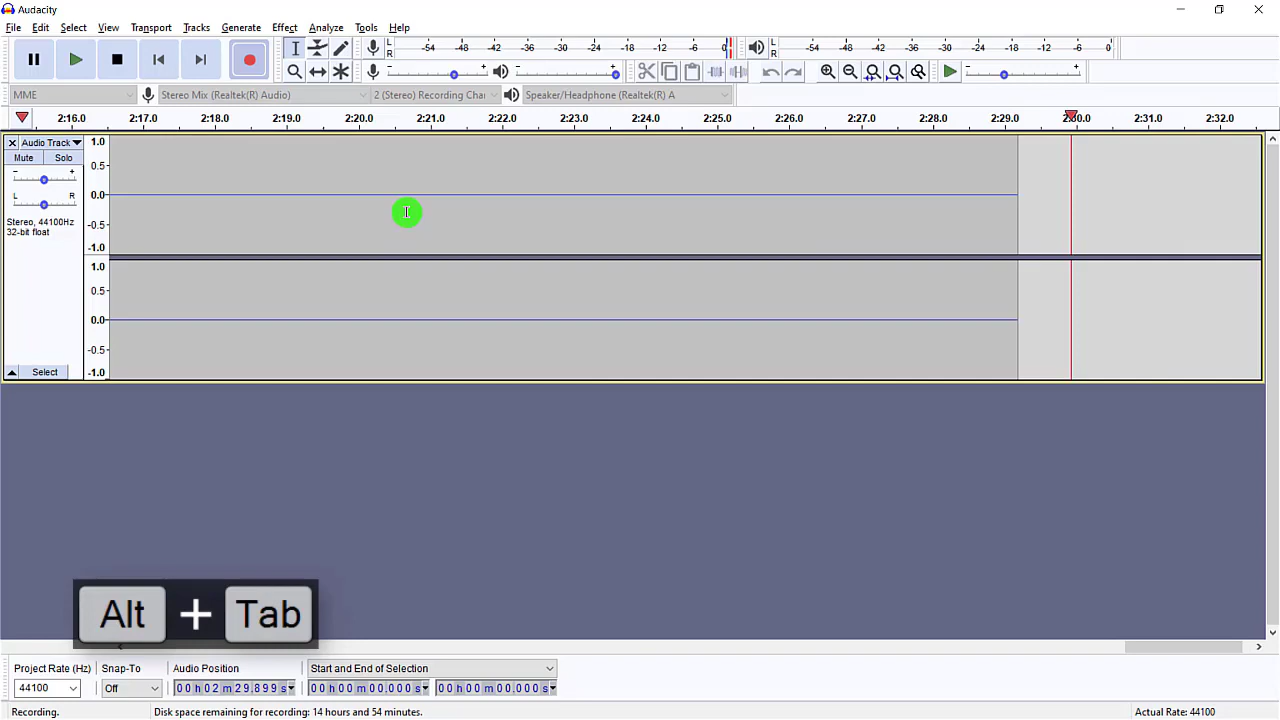 Audacity
File Edit Select View Transport Tracks Generate Effect Analyze Tools Help
L R -54 -48 -42 -36 -30 -24 -18 -12 -6 0
L R -54 -48 -42 -36 -30 -24 -18 -12 -6 0
- + - + - +
MME Stereo Mix (Realtek(R) Audio) 2 (Stereo) Recording Chan Speaker/Headphone (Realtek(R) A
2:16.0 2:17.0 2:18.0 2:19.0 2:20.0 2:21.0 2:22.0 2:23.0 2:24.0 2:25.0 2:26.0 2:27.0 2:28.0 2:29.0 2:30.0 2:31.0 2:32.0
Audio Track
Mute Solo
- +
L R
Stereo, 44100Hz
32-bit float
Select
1.0
0.5
0.0
-0.5
-1.0
1.0
0.5
0.0
-0.5
-1.0
Alt + Tab
Project Rate (Hz) Snap-To Audio Position Start and End of Selection
44100 Off 00 h 02 m 29.899 s 00 h 00 m 00.000 s 00 h 00 m 00.000 s
Recording. Disk space remaining for recording: 14 hours and 54 minutes. Actual Rate: 44100